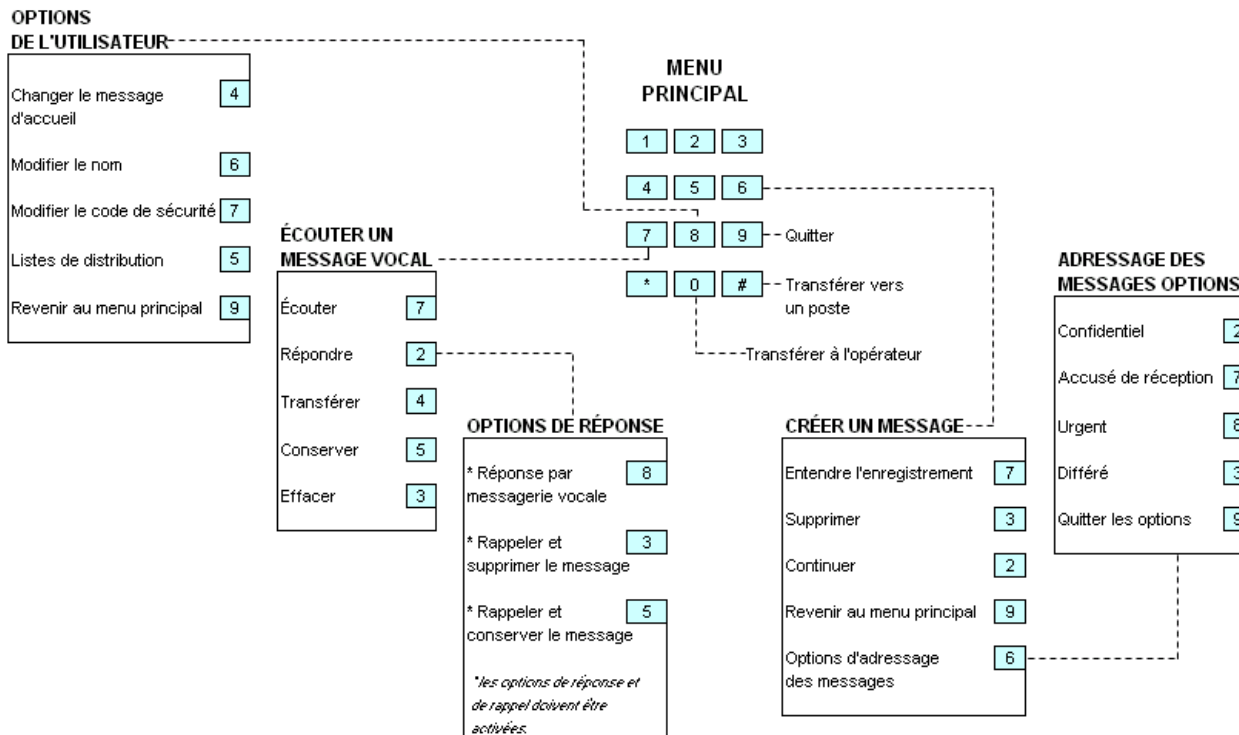 OPTIONS
DE L'UTILISATEUR
Changer le message 4
d'accueil
Modifier le nom 6
Modifier le code de sécurité 7
Listes de distribution 5
Revenir au menu principal 9
MENU
PRINCIPAL
1 2 3
4 5 6
7 8 9 Quitter
* 0 # Transférer vers
un poste
Transférer à l'opérateur
ÉCOUTER UN
MESSAGE VOCAL
Écouter 7
Répondre 2
Transférer 4
Conserver 5
Effacer 3
OPTIONS DE RÉPONSE
* Réponse par 8
messagerie vocale
* Rappeler et 3
supprimer le message
* Rappeler et 5
conserver le message
*les options de réponse et
de rappel doivent être
activées.
CRÉER UN MESSAGE
Entendre l'enregistrement 7
Supprimer 3
Continuer 2
Revenir au menu principal 9
Options d'adressage 6
des messages
ADRESSAGE DES
MESSAGES OPTIONS
Confidentiel 2
Accusé de réception 7
Urgent 8
Différé 3
Quitter les options 9